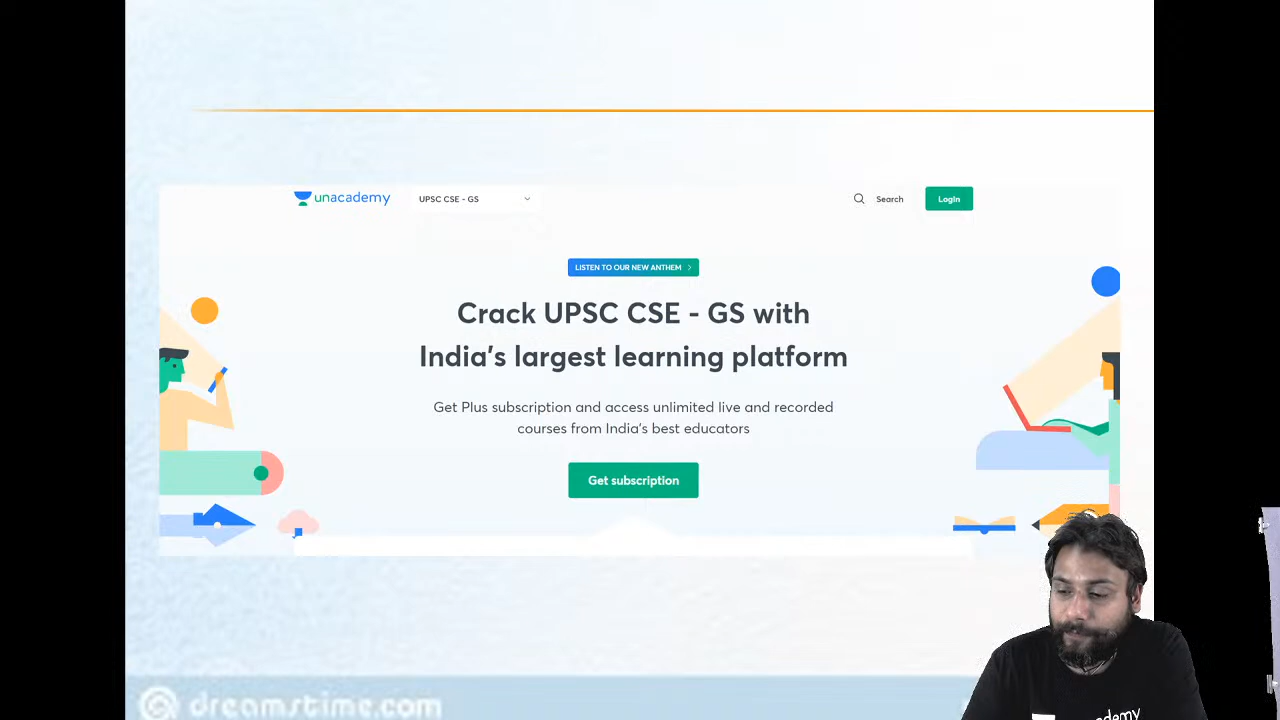 unacademy
UPSC CSE - GS
Search
Login
LISTEN TO OUR NEW ANTHEM
Crack UPSC CSE - GS with
India's largest learning platform
Get Plus subscription and access unlimited live and recorded
courses from India's best educators
Get subscription
dreamstime.com